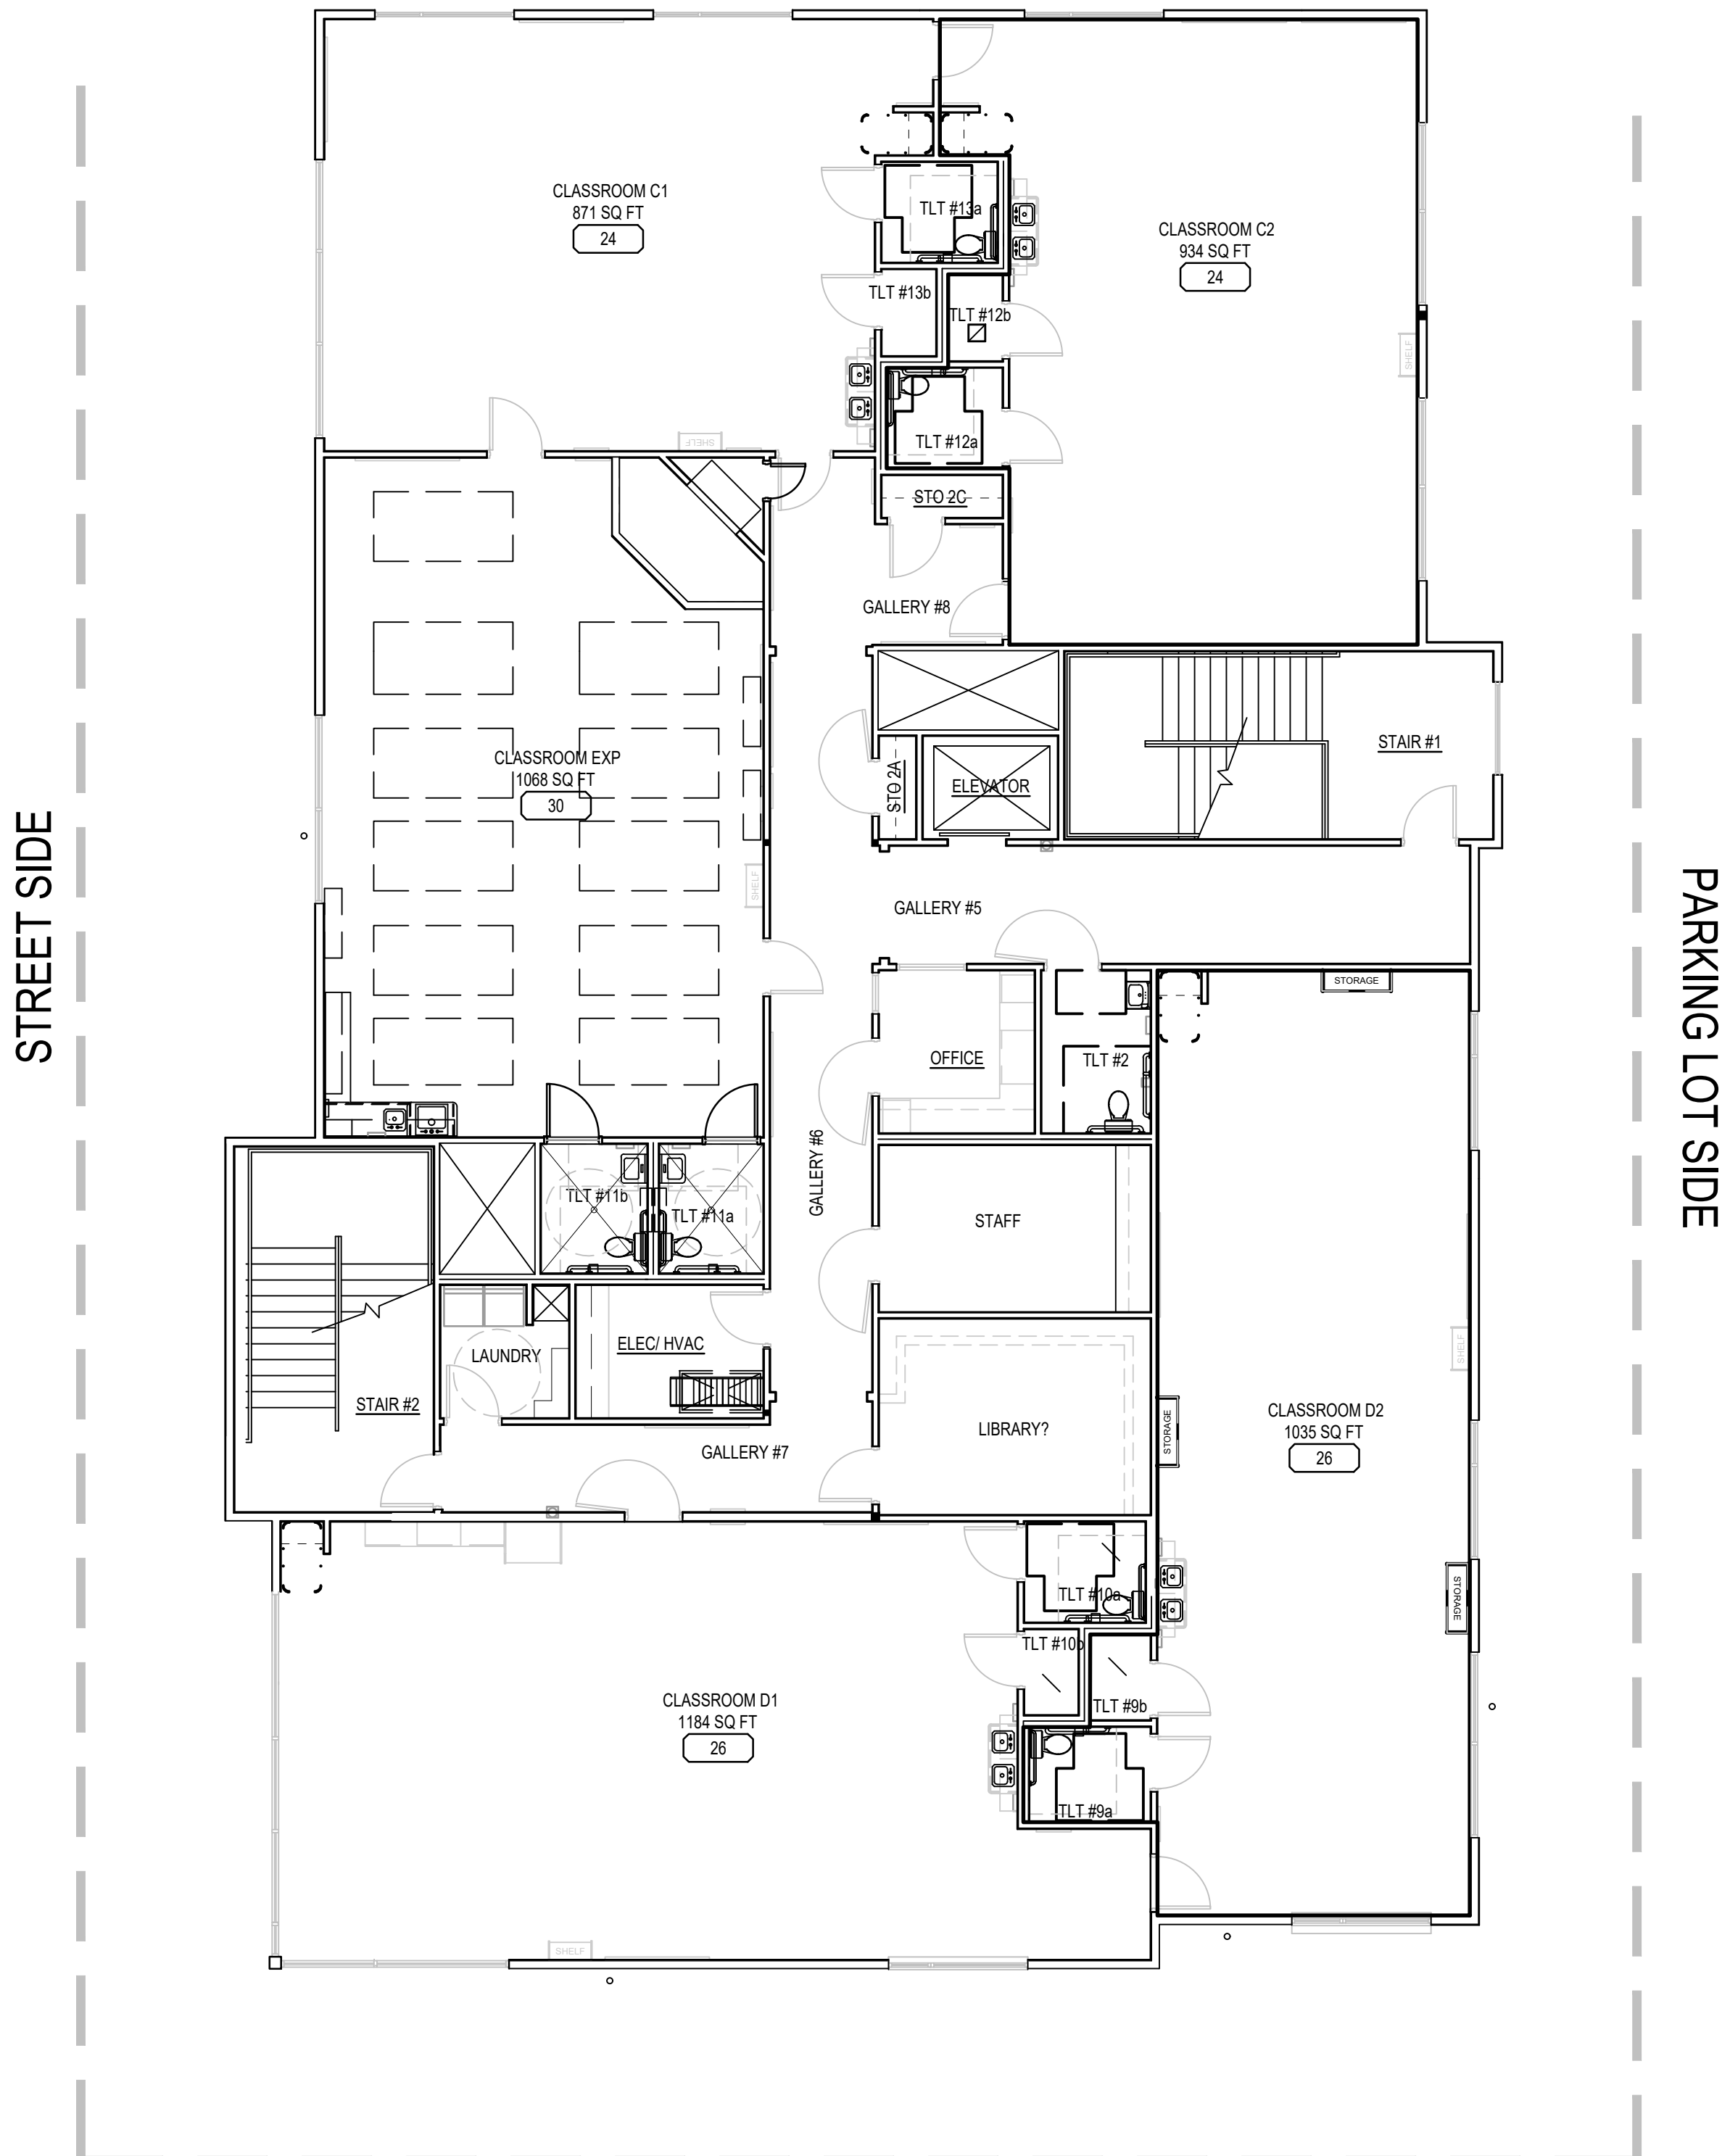 CLASSROOM C1
871 SQ FT
24
TLT #13a
CLASSROOM C2
934 SQ FT
24
TLT #13b
TLT #12b
SHELF
TLT #12a
SHELF
STO 2C
GALLERY #8
STAIR #1
CLASSROOM EXP
1068 SQ FT
30
STO 2A
ELEVATOR
STREET SIDE
SHELF
GALLERY #5
PARKING LOT SIDE
STORAGE
OFFICE
TLT #2
GALLERY #6
TLT #11b
TLT #11a
STAFF
ELEC/ HVAC
LAUNDRY
SHELF
STAIR #2
CLASSROOM D2
1035 SQ FT
26
STORAGE
LIBRARY?
GALLERY #7
TLT #10a
STORAGE
TLT #10b
CLASSROOM D1
1184 SQ FT
26
TLT #9b
TLT #9a
SHELF